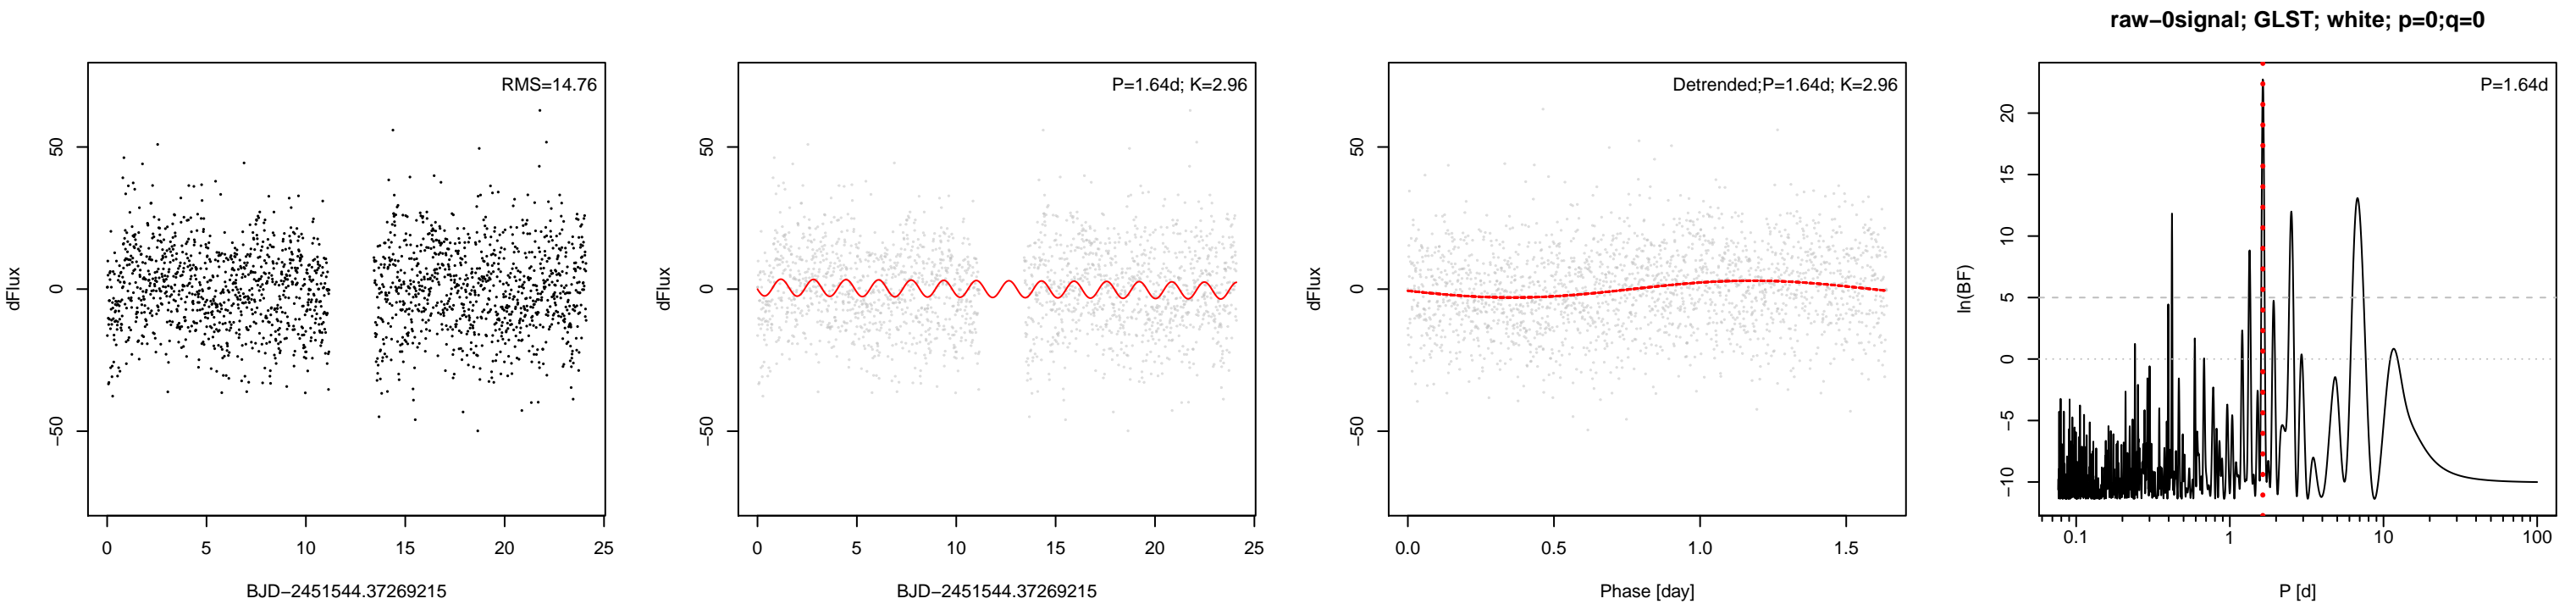 raw−0signal; GLST; white; p=0;q=0
RMS=14.76
dFlux
50
0
−50
0 5 10 15 20 25
BJD−2451544.37269215
P=1.64d; K=2.96
dFlux
50
0
−50
0 5 10 15 20 25
BJD−2451544.37269215
Detrended;P=1.64d; K=2.96
dFlux
50
0
−50
0.0 0.5 1.0 1.5
Phase [day]
P=1.64d
ln(BF)
20
15
10
5
0
−5
−10
0.1 1 10 100
P [d]